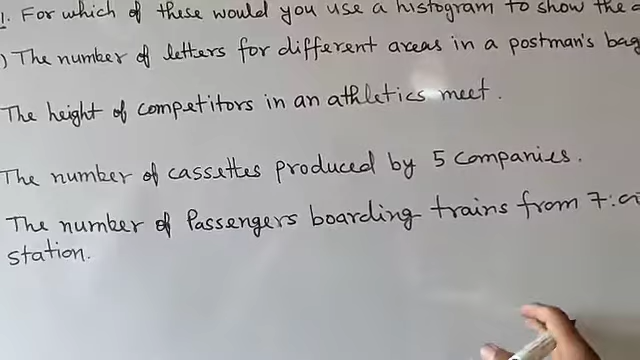 1. For which of these would you use a histogram to show the
) The number of letters for different areas in a postman's bag
The height of competitors in an athletics meet.
The number of cassettes produced by 5 companies.
The number of Passengers boarding trains from 7:
station.